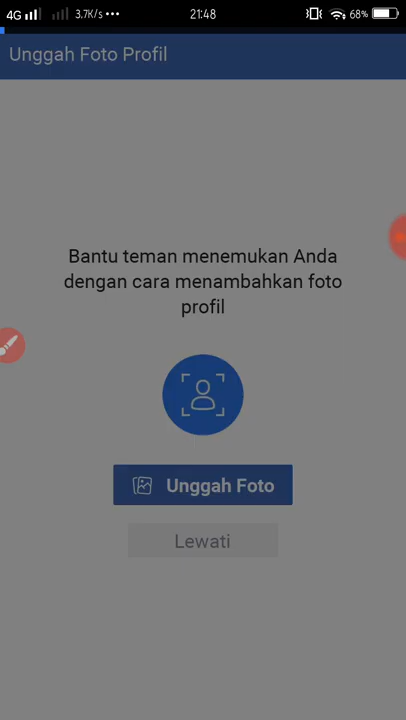 4G 3,7K/s ••• 21:48 68%
Unggah Foto Profil
Bantu teman menemukan Anda
dengan cara menambahkan foto
profil
Unggah Foto
Lewati